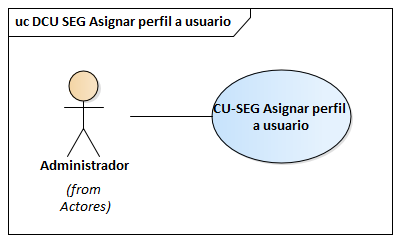 uc DCU SEG Asignar perfil a usuario
CU-SEG Asignar perfil
a usuario
Administrador
(from
Actores)